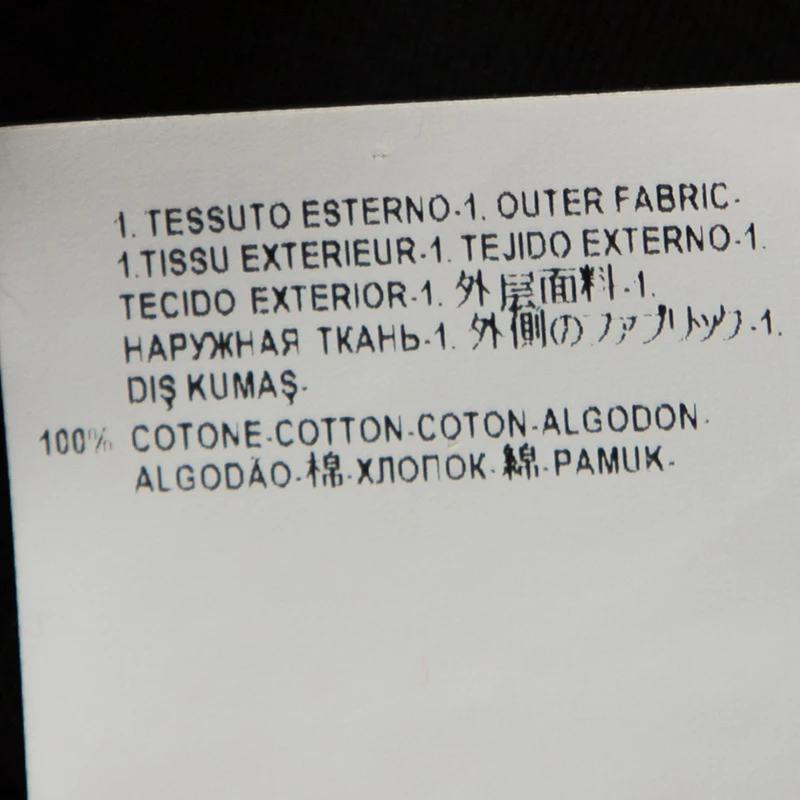 1. TESSUTO ESTERNO-1. OUTER FABRIC-
1.TISSU EXTERIEUR-1. TEJIDO EXTERNO-1.
TECIDO EXTERIOR-1. 外层面料-1.
НАРУЖНАЯ ТКАНЬ-1. 外側のファブリック-1.
DIŞ KUMAŞ-
100% COTONE-COTTON-COTON-ALGODON-
ALGODÃO-棉-ХЛОПОК-綿-PAMUK-